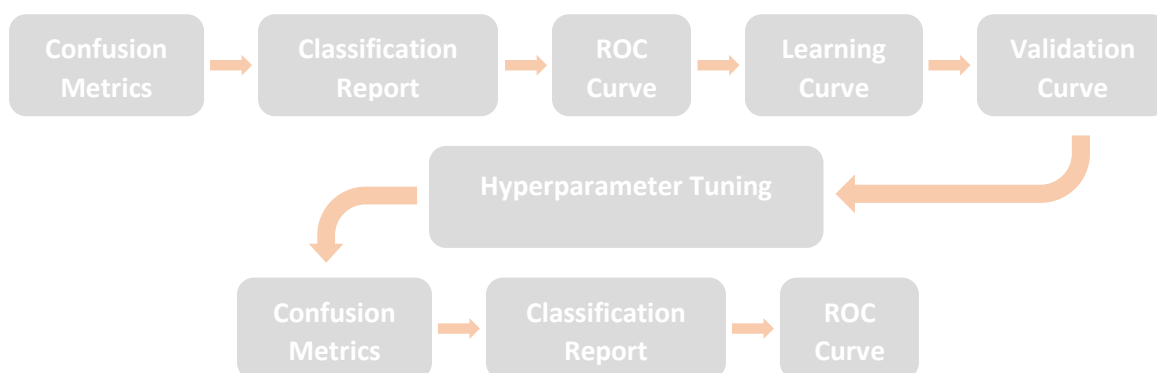 Confusion
Metrics
Classification
Report
ROC
Curve
Learning
Curve
Validation
Curve
Hyperparameter Tuning
Confusion
Metrics
Classification
Report
ROC
Curve